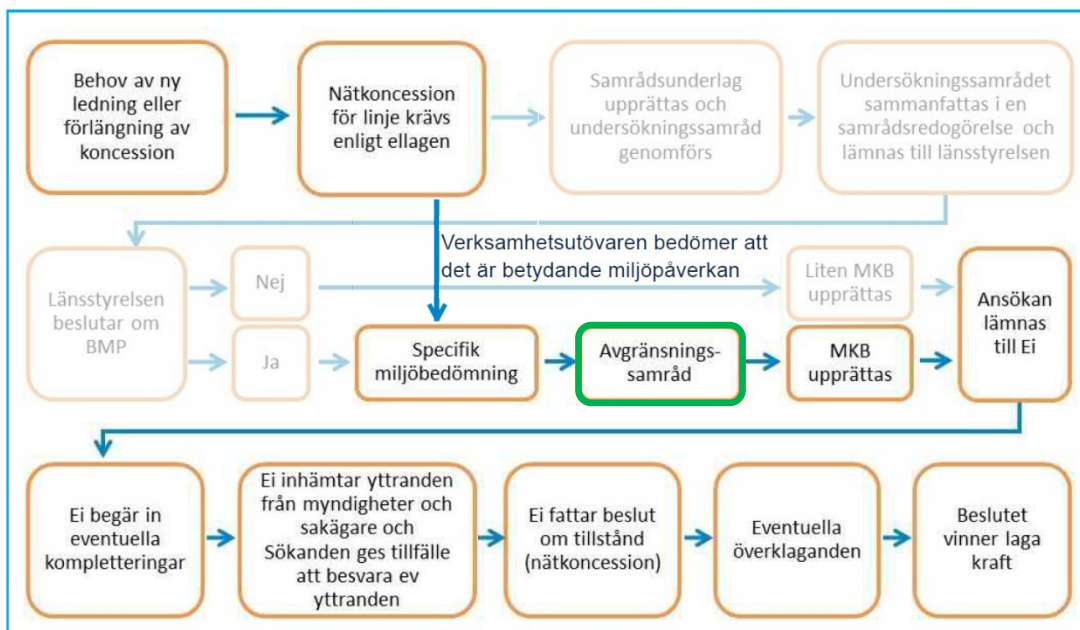 Behov av ny
ledning eller
förlängning av
koncession
Nätkoncession
för linje krävs
enligt ellagen
Samrådsunderlag
upprättas och
undersökningssamråd
genomförs
Undersökningssamrådet
sammanfattas i en
samrådsredogörelse och
lämnas till länsstyrelsen
Verksamhetsutövaren bedömer att
det är betydande miljöpåverkan
Länsstyrelsen
beslutar om
BMP
Nej
Ja
Liten MKB
upprättas
Specifik
miljöbedömning
Avgränsnings-
samråd
MKB
upprättas
Ansökan
lämnas
till Ei
Ei begär in
eventuella
kompletteringar
Ei inhämtar yttranden
från myndigheter och
sakägare och
Sökanden ges tillfälle
att besvara ev
yttranden
Ei fattar beslut
om tillstånd
(nätkoncession)
Eventuella
överklaganden
Beslutet
vinner laga
kraft